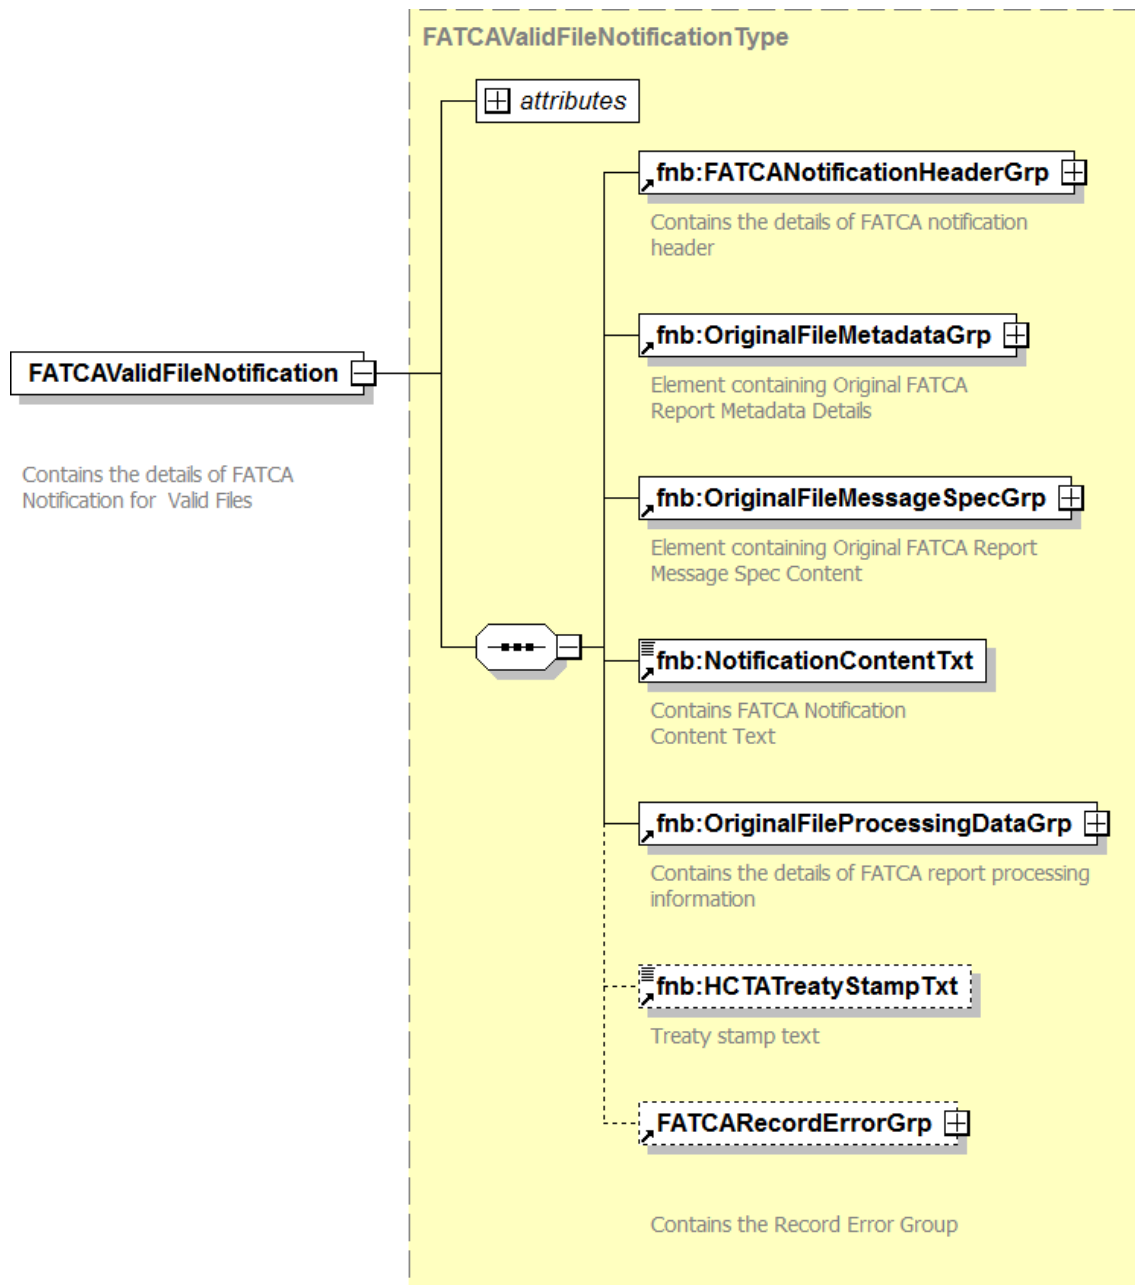 FATCAValidFileNotificationType
attributes
fnb:FATCANotificationHeaderGrp
Contains the details of FATCA notification
header
fnb:OriginalFileMetadataGrp
Element containing Original FATCA
Report Metadata Details
FATCAValidFileNotification
Contains the details of FATCA
Notification for Valid Files
fnb:OriginalFileMessageSpecGrp
Element containing Original FATCA Report
Message Spec Content
fnb:NotificationContentTxt
Contains FATCA Notification
Content Text
fnb:OriginalFileProcessingDataGrp
Contains the details of FATCA report processing
information
fnb:HCTATreatyStampTxt
Treaty stamp text
FATCARecordErrorGrp
Contains the Record Error Group